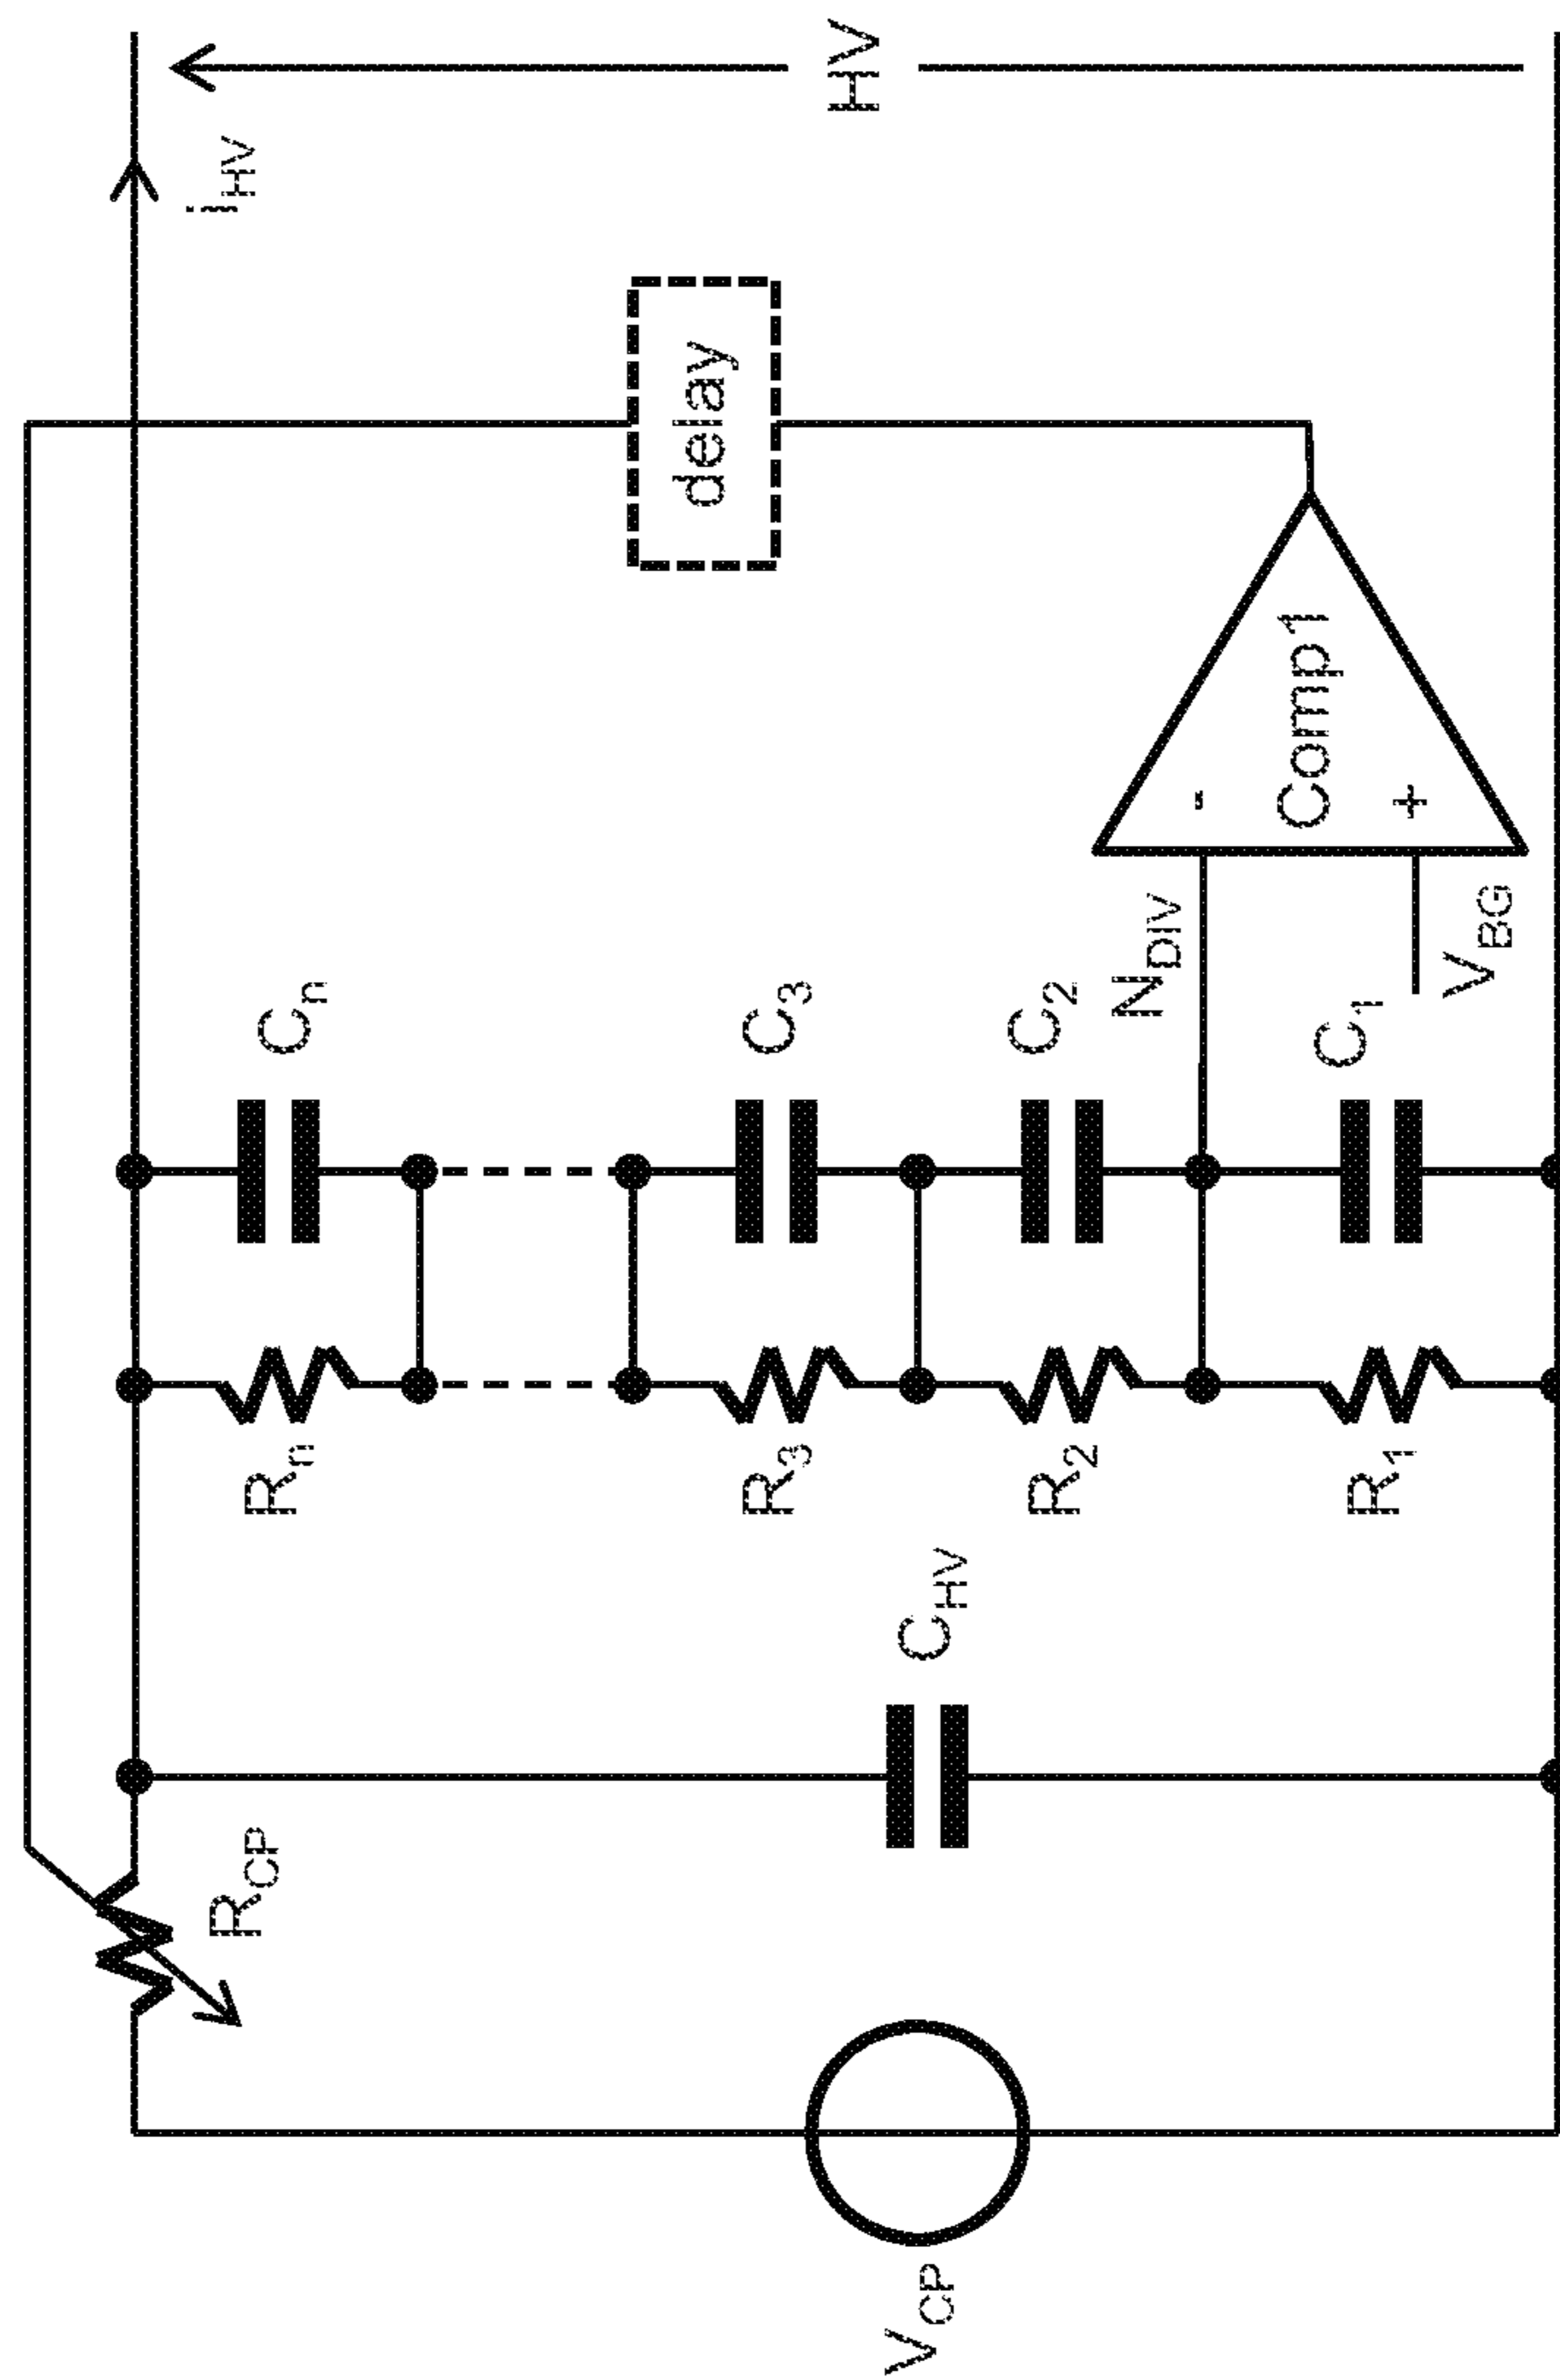 V_CP
R_CP
C_HV
R_n
R_3
R_2
R_1
C_n
C_3
C_2
C_1
N_DIV
V_BG
-
+
Comp1
delay
i_HV
HV